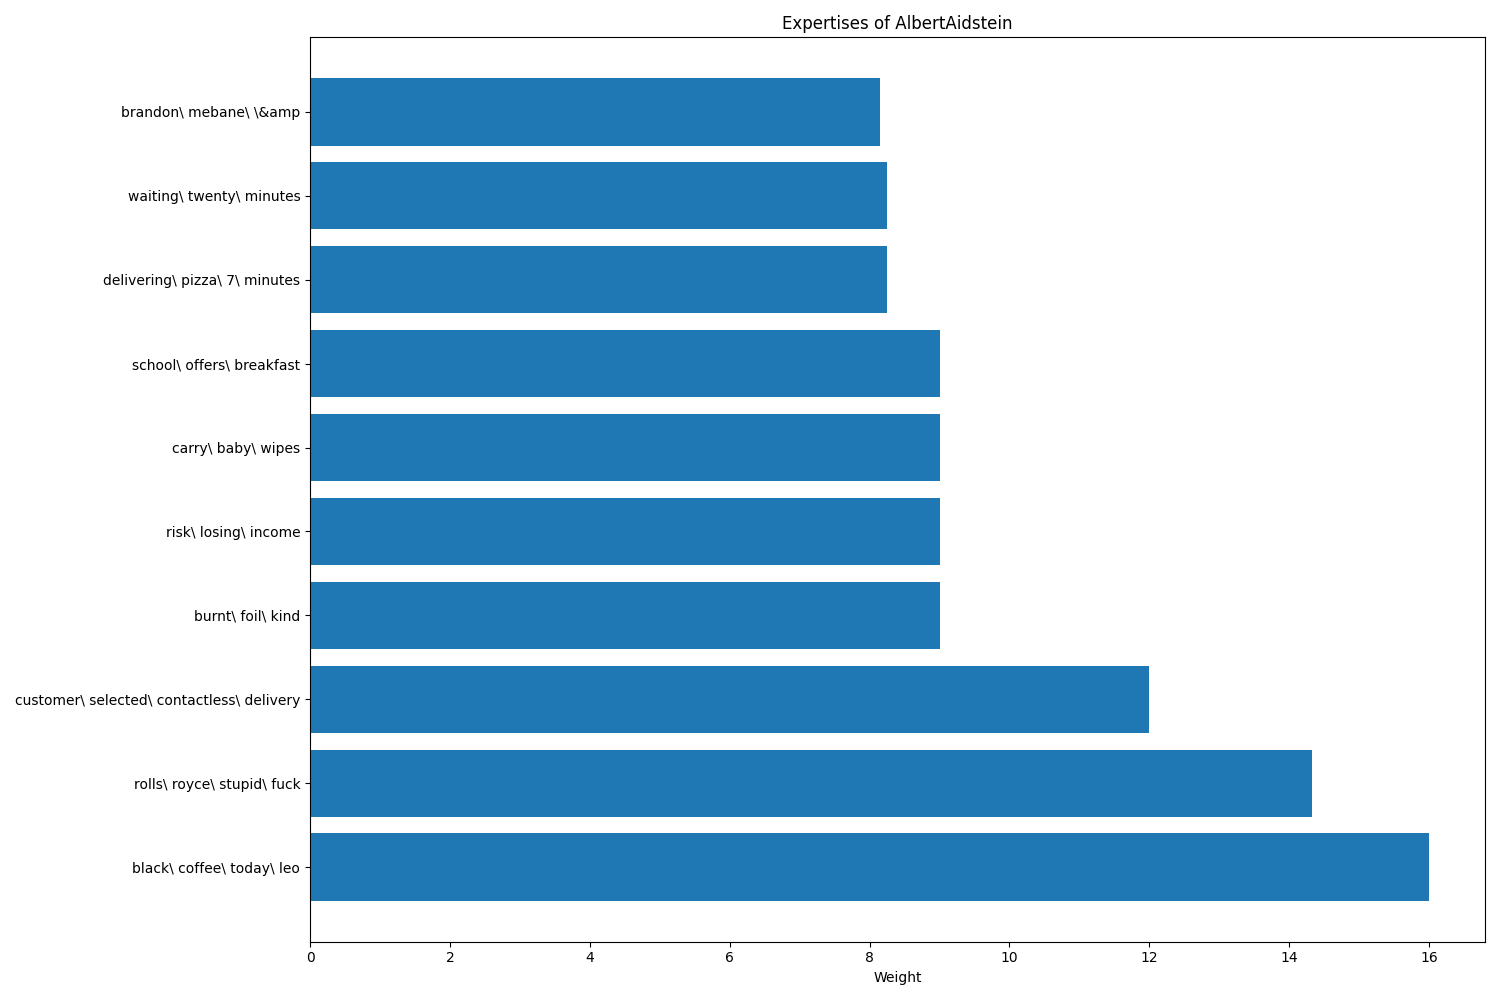 Expertises of AlbertAidstein
brandon\ mebane\ \&amp
waiting\ twenty\ minutes
delivering\ pizza\ 7\ minutes
school\ offers\ breakfast
carry\ baby\ wipes
risk\ losing\ income
burnt\ foil\ kind
customer\ selected\ contactless\ delivery
rolls\ royce\ stupid\ fuck
black\ coffee\ today\ leo
0 2 4 6 8 10 12 14 16
Weight